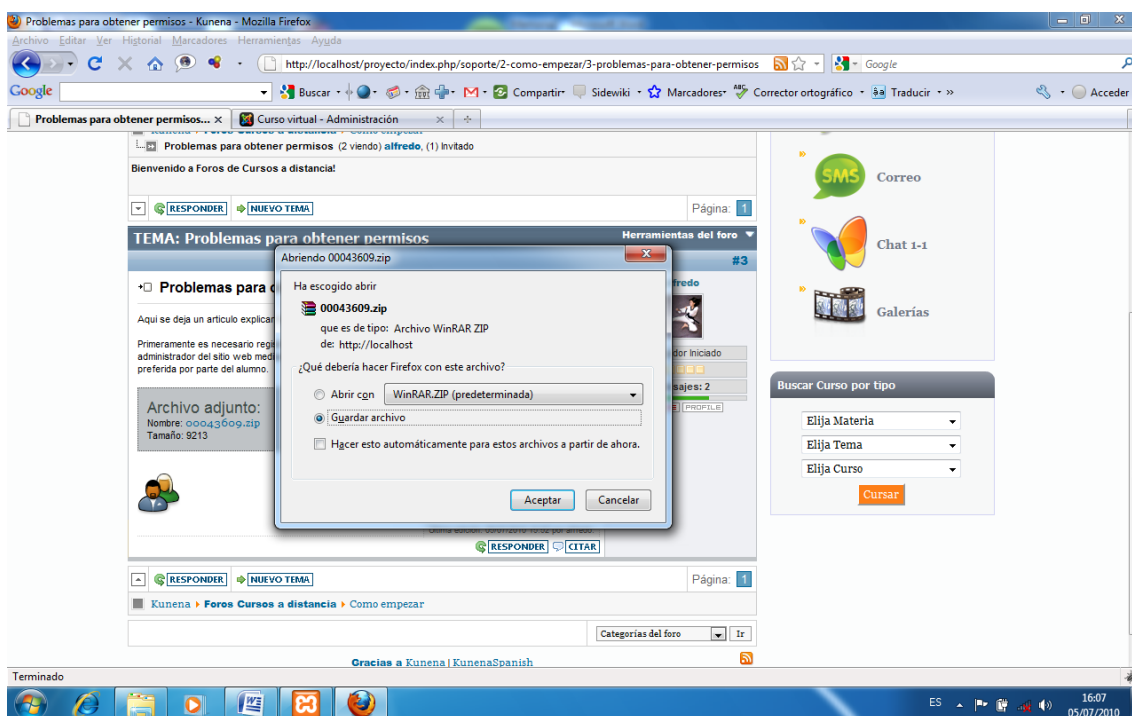 Problemas para obtener permisos - Kunena - Mozilla Firefox
Archivo Editar Ver Historial Marcadores Herramientas Ayuda
http://localhost/proyecto/index.php/soporte/2-como-empezar/3-problemas-para-obtener-permisos
Google
Google
Buscar
Compartir
Sidewiki
Marcadores
Corrector ortográfico
Traducir
»
Acceder
Problemas para obtener permisos...
Curso virtual - Administración
Problemas para obtener permisos (2 viendo) alfredo, (1) Invitado
Bienvenido a Foros de Cursos a distancia!
RESPONDER
NUEVO TEMA
Página: 1
TEMA: Problemas para obtener permisos
Herramientas del foro
#3
Problemas para
Aqui se deja un articulo explicar
Primeramente es necesario
administrador del sitio web
preferida por parte del alumno.
Archivo adjunto:
Nombre: 00043609.zip
Tamaño: 9213
Iniciado
sajes: 2
PROFILE
Abriendo 00043609.zip
Ha escogido abrir
00043609.zip
que es de tipo: Archivo WinRAR ZIP
de: http://localhost
¿Qué debería hacer Firefox con este archivo?
Abrir con
WinRAR.ZIP (predeterminada)
Guardar archivo
Hacer esto automáticamente para estos archivos a partir de ahora.
Aceptar
Cancelar
RESPONDER
CITAR
RESPONDER
NUEVO TEMA
Página: 1
Kunena Foros Cursos a distancia Como empezar
Categorías del foro
Ir
Gracias a Kunena | KunenaSpanish
SMS
Correo
Chat 1-1
Galerías
Buscar Curso por tipo
Elija Materia
Elija Tema
Elija Curso
Cursar
Terminado
ES
16:07
05/07/2010